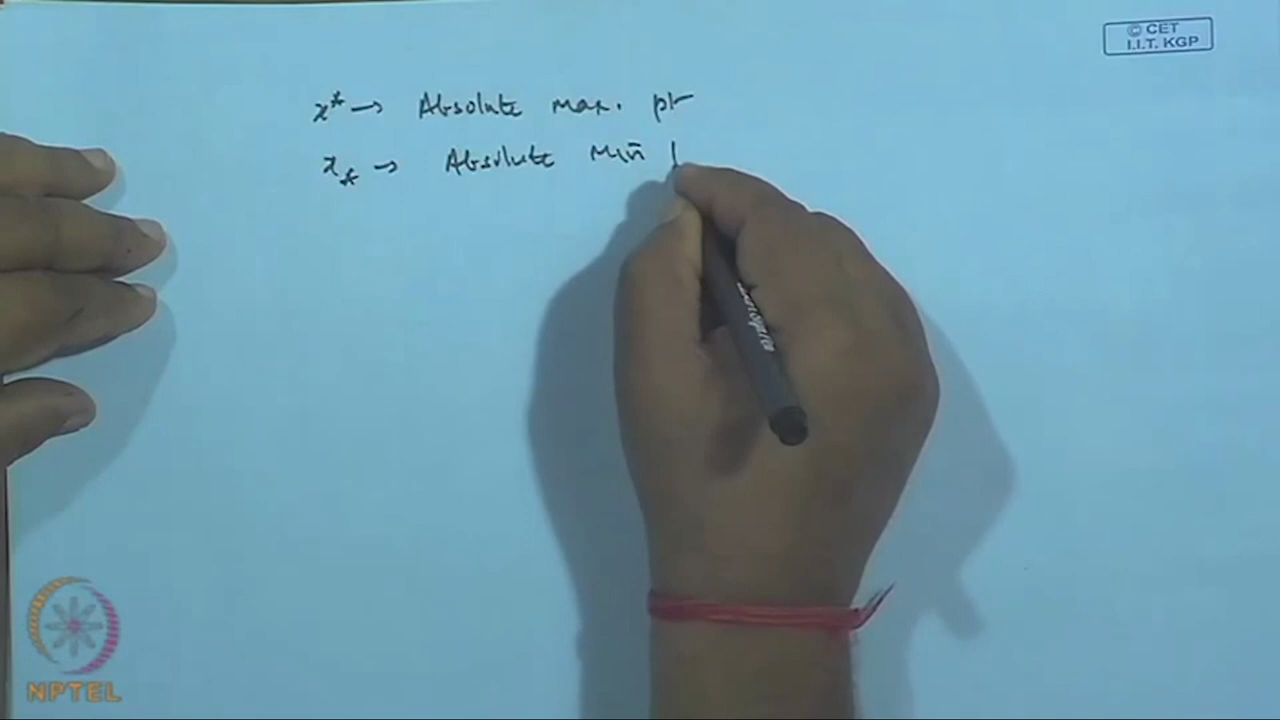 © CET
I.I.T. KGP
x* → Absolute max. pt
x⁎ → Absolute Min
NPTEL